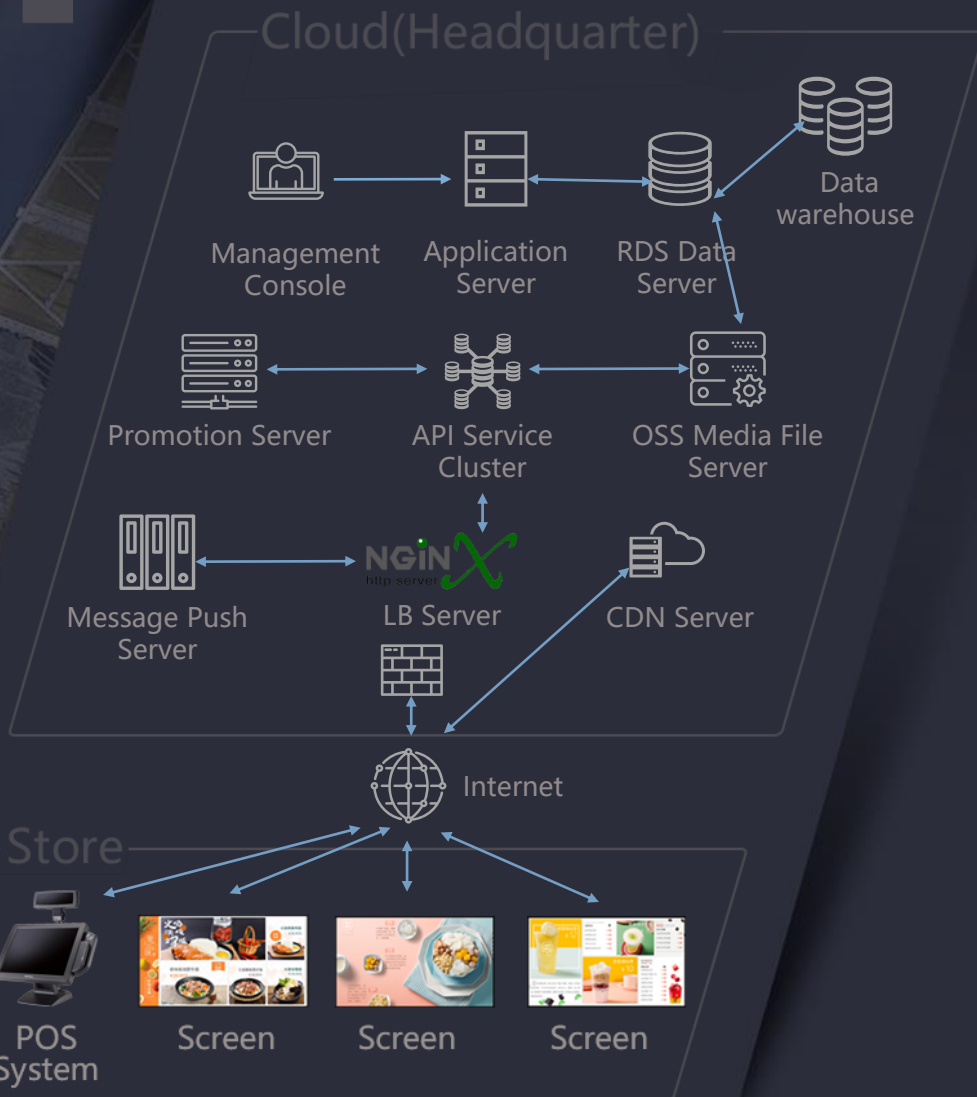 Cloud(Headquarter)
Data
warehouse
Management
Console
Application
Server
RDS Data
Server
Promotion Server
API Service
Cluster
OSS Media File
Server
NGiNX
http server
Message Push
Server
LB Server
CDN Server
Internet
Store
POS
System
Screen
Screen
Screen